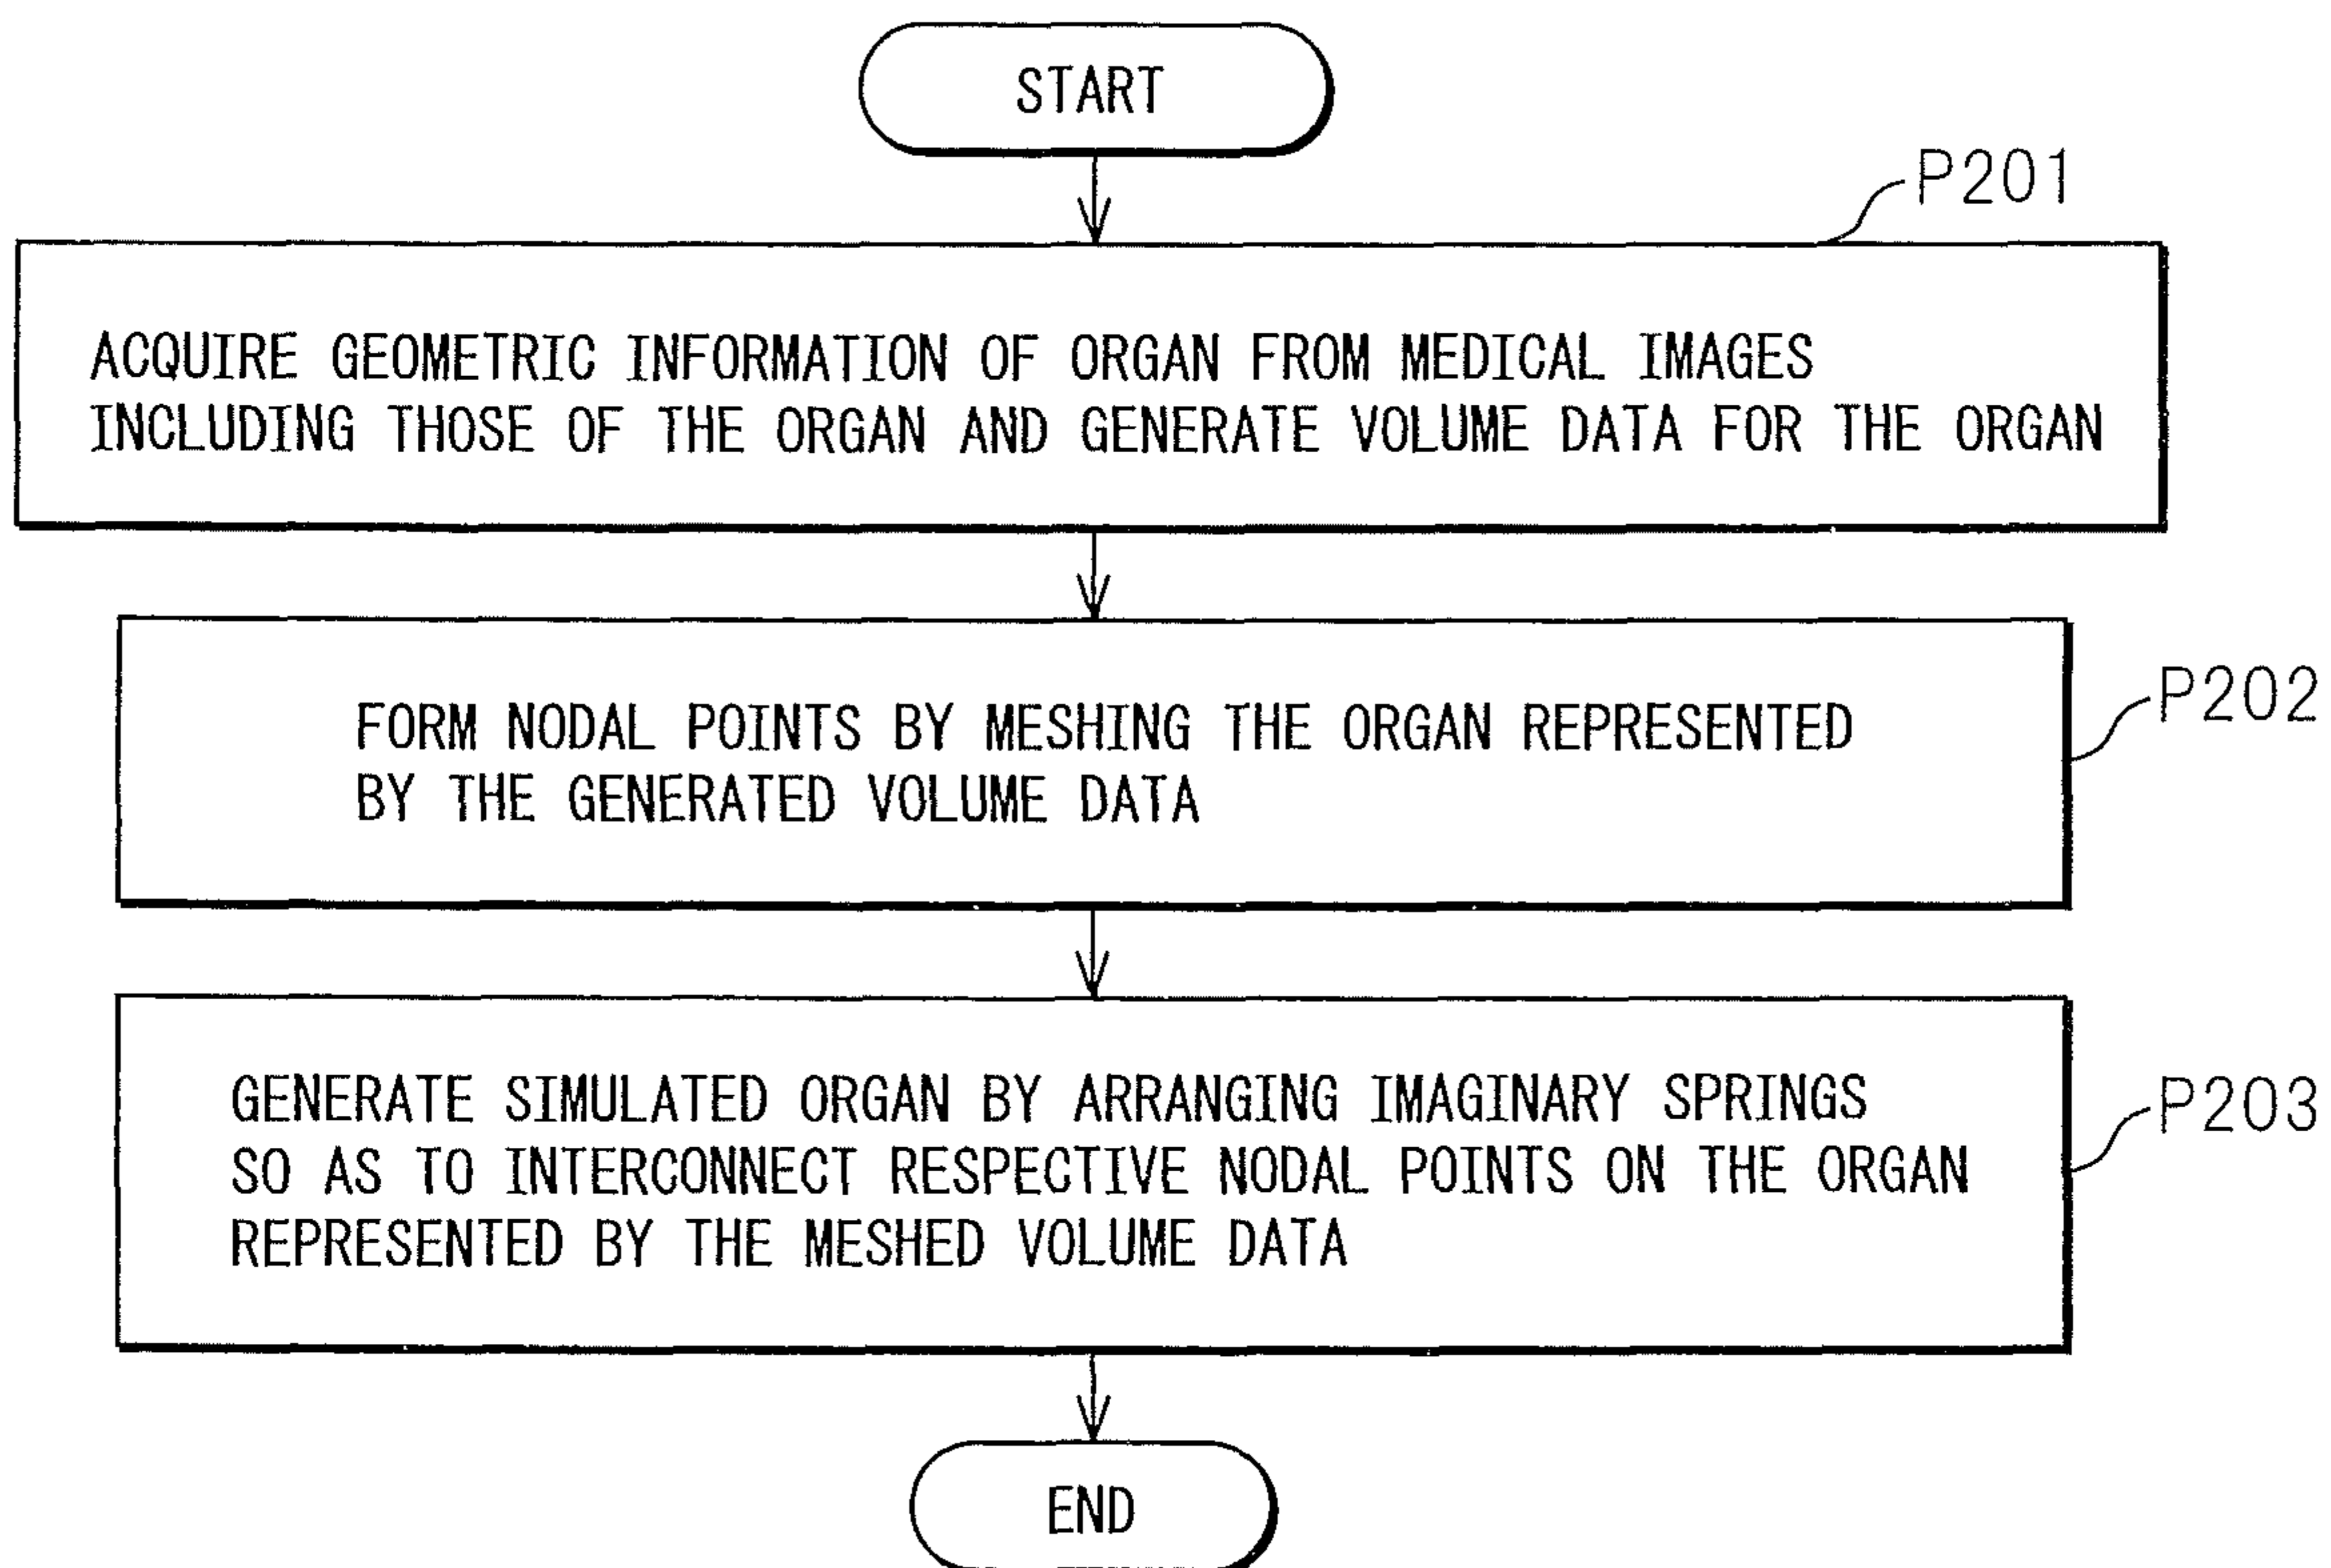 START
P201
ACQUIRE GEOMETRIC INFORMATION OF ORGAN FROM MEDICAL IMAGES
INCLUDING THOSE OF THE ORGAN AND GENERATE VOLUME DATA FOR THE ORGAN
P202
FORM NODAL POINTS BY MESHING THE ORGAN REPRESENTED
BY THE GENERATED VOLUME DATA
P203
GENERATE SIMULATED ORGAN BY ARRANGING IMAGINARY SPRINGS
SO AS TO INTERCONNECT RESPECTIVE NODAL POINTS ON THE ORGAN
REPRESENTED BY THE MESHED VOLUME DATA
END